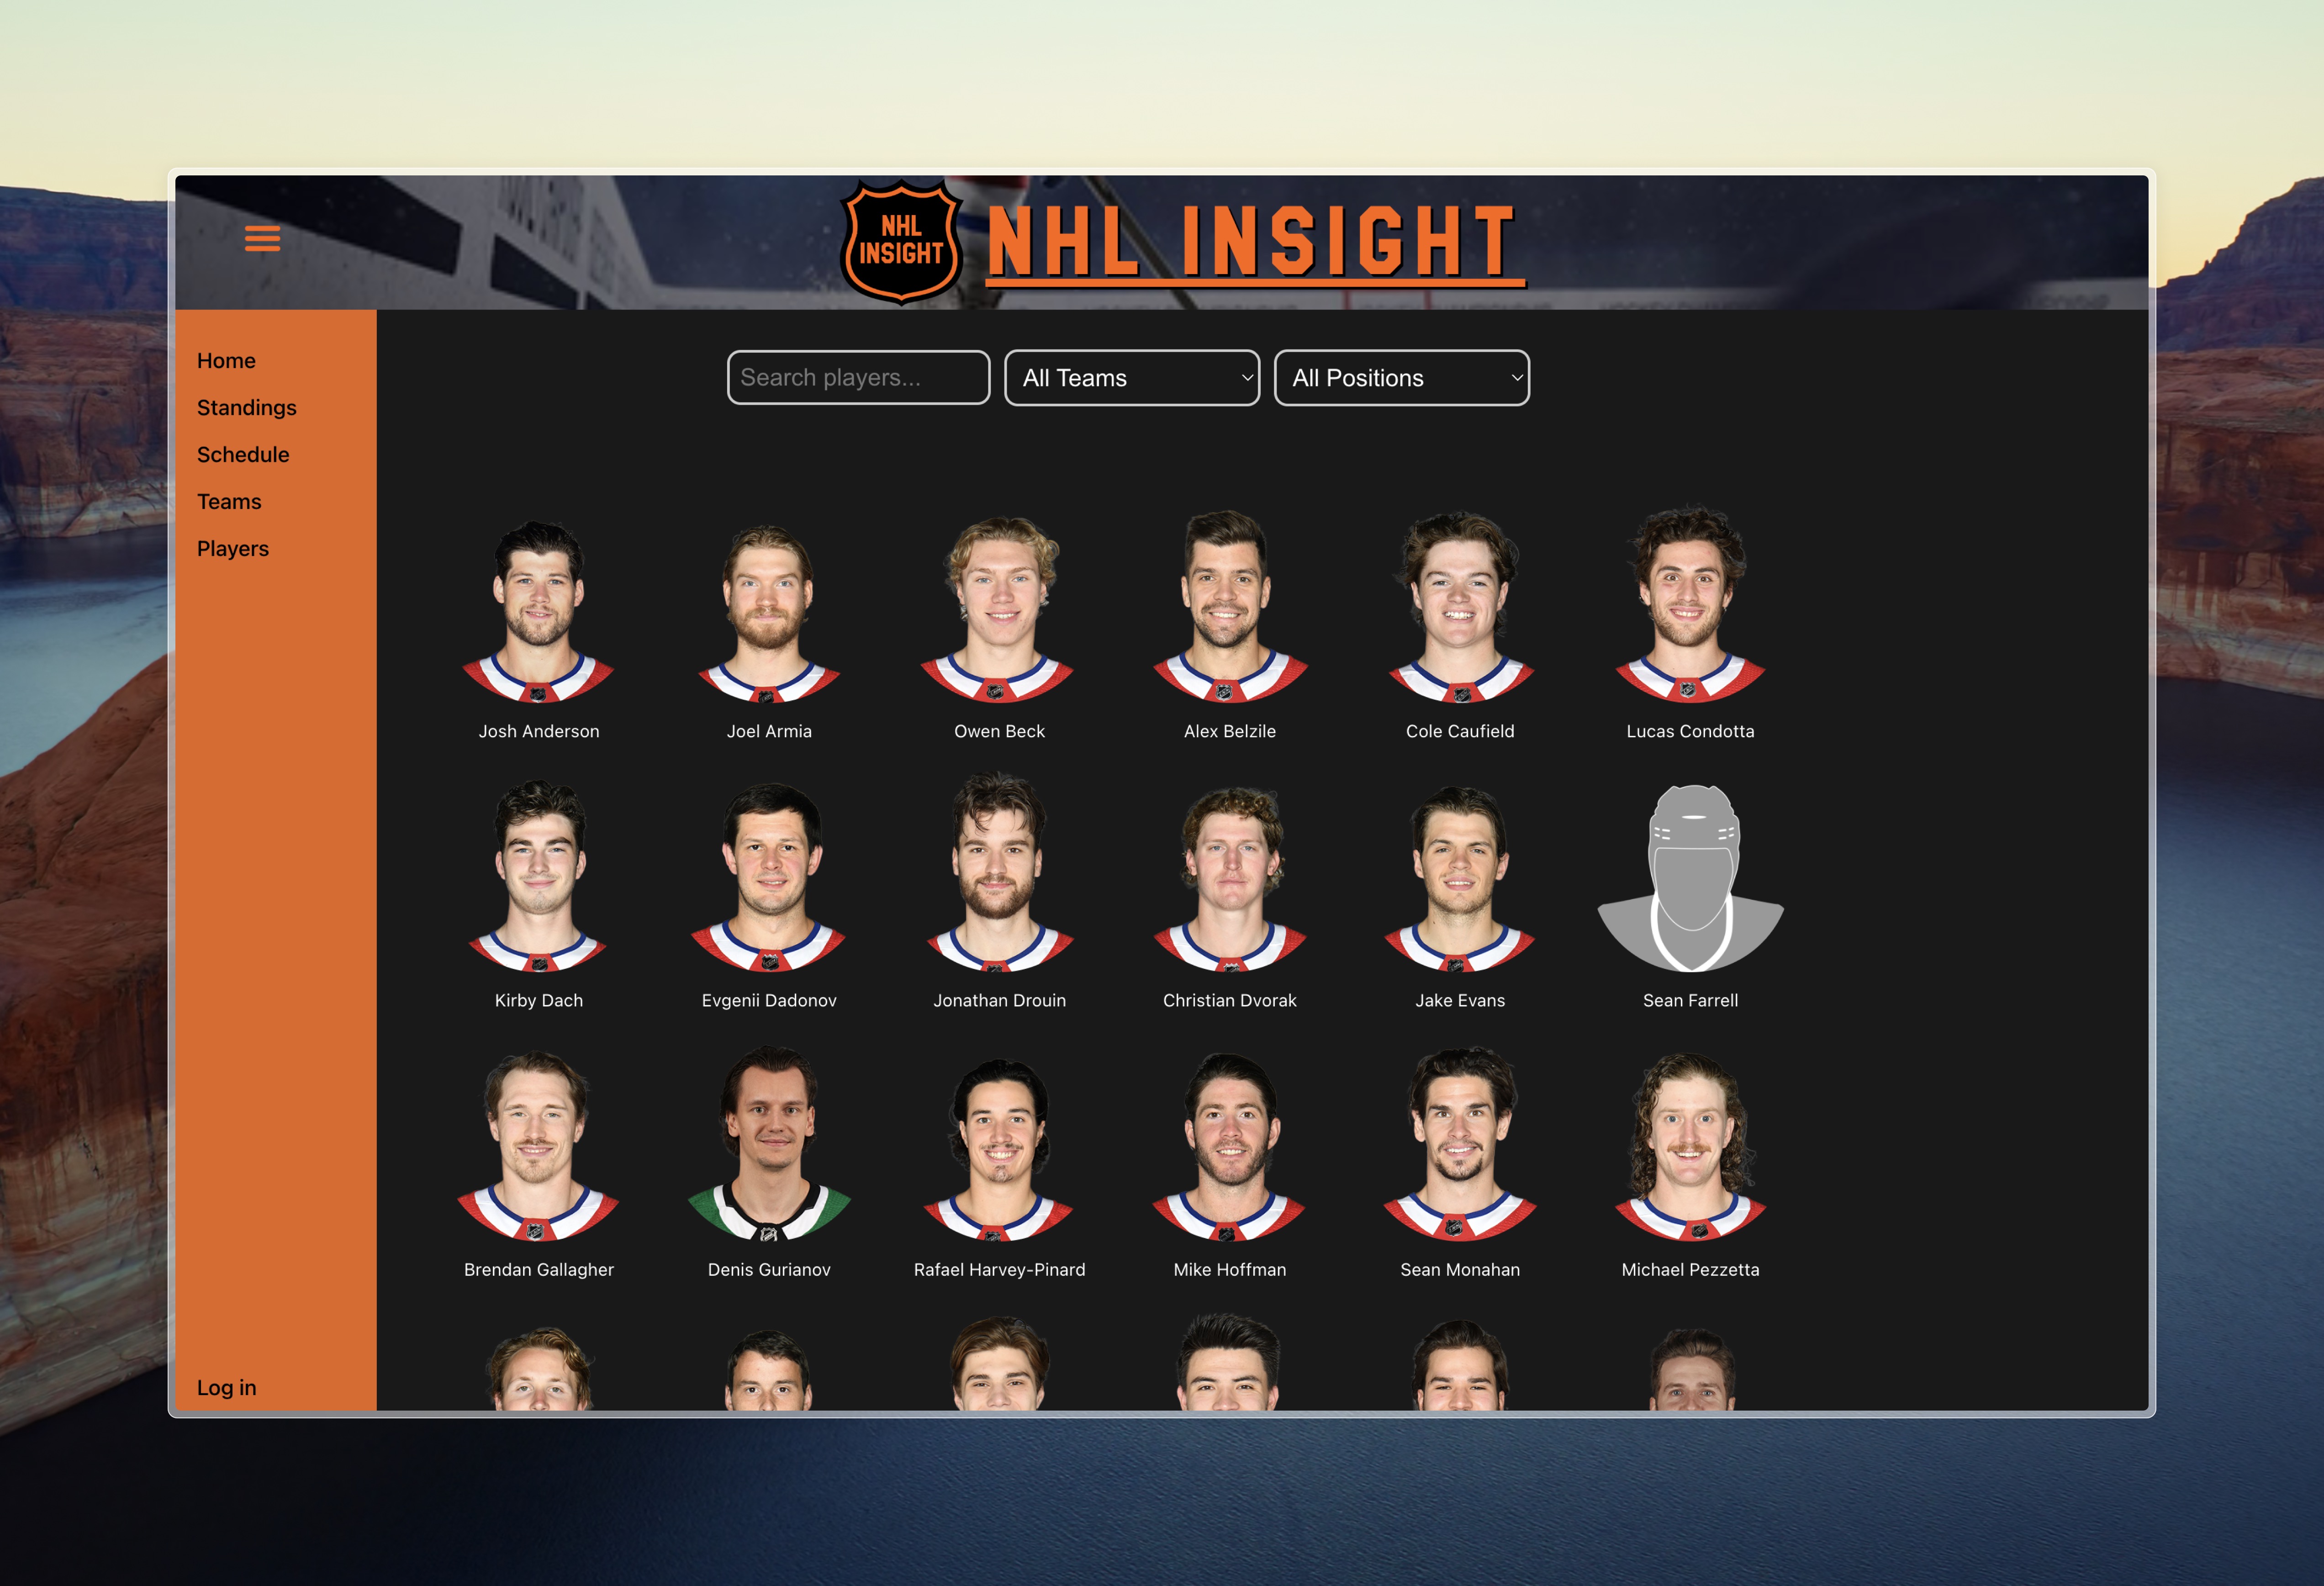 NHL
INSIGHT
NHL INSIGHT
Home
Standings
Schedule
Teams
Players
Log in
Search players...
All Teams
All Positions
Josh Anderson
Joel Armia
Owen Beck
Alex Belzile
Cole Caufield
Lucas Condotta
Kirby Dach
Evgenii Dadonov
Jonathan Drouin
Christian Dvorak
Jake Evans
Sean Farrell
Brendan Gallagher
Denis Gurianov
Rafael Harvey-Pinard
Mike Hoffman
Sean Monahan
Michael Pezzetta